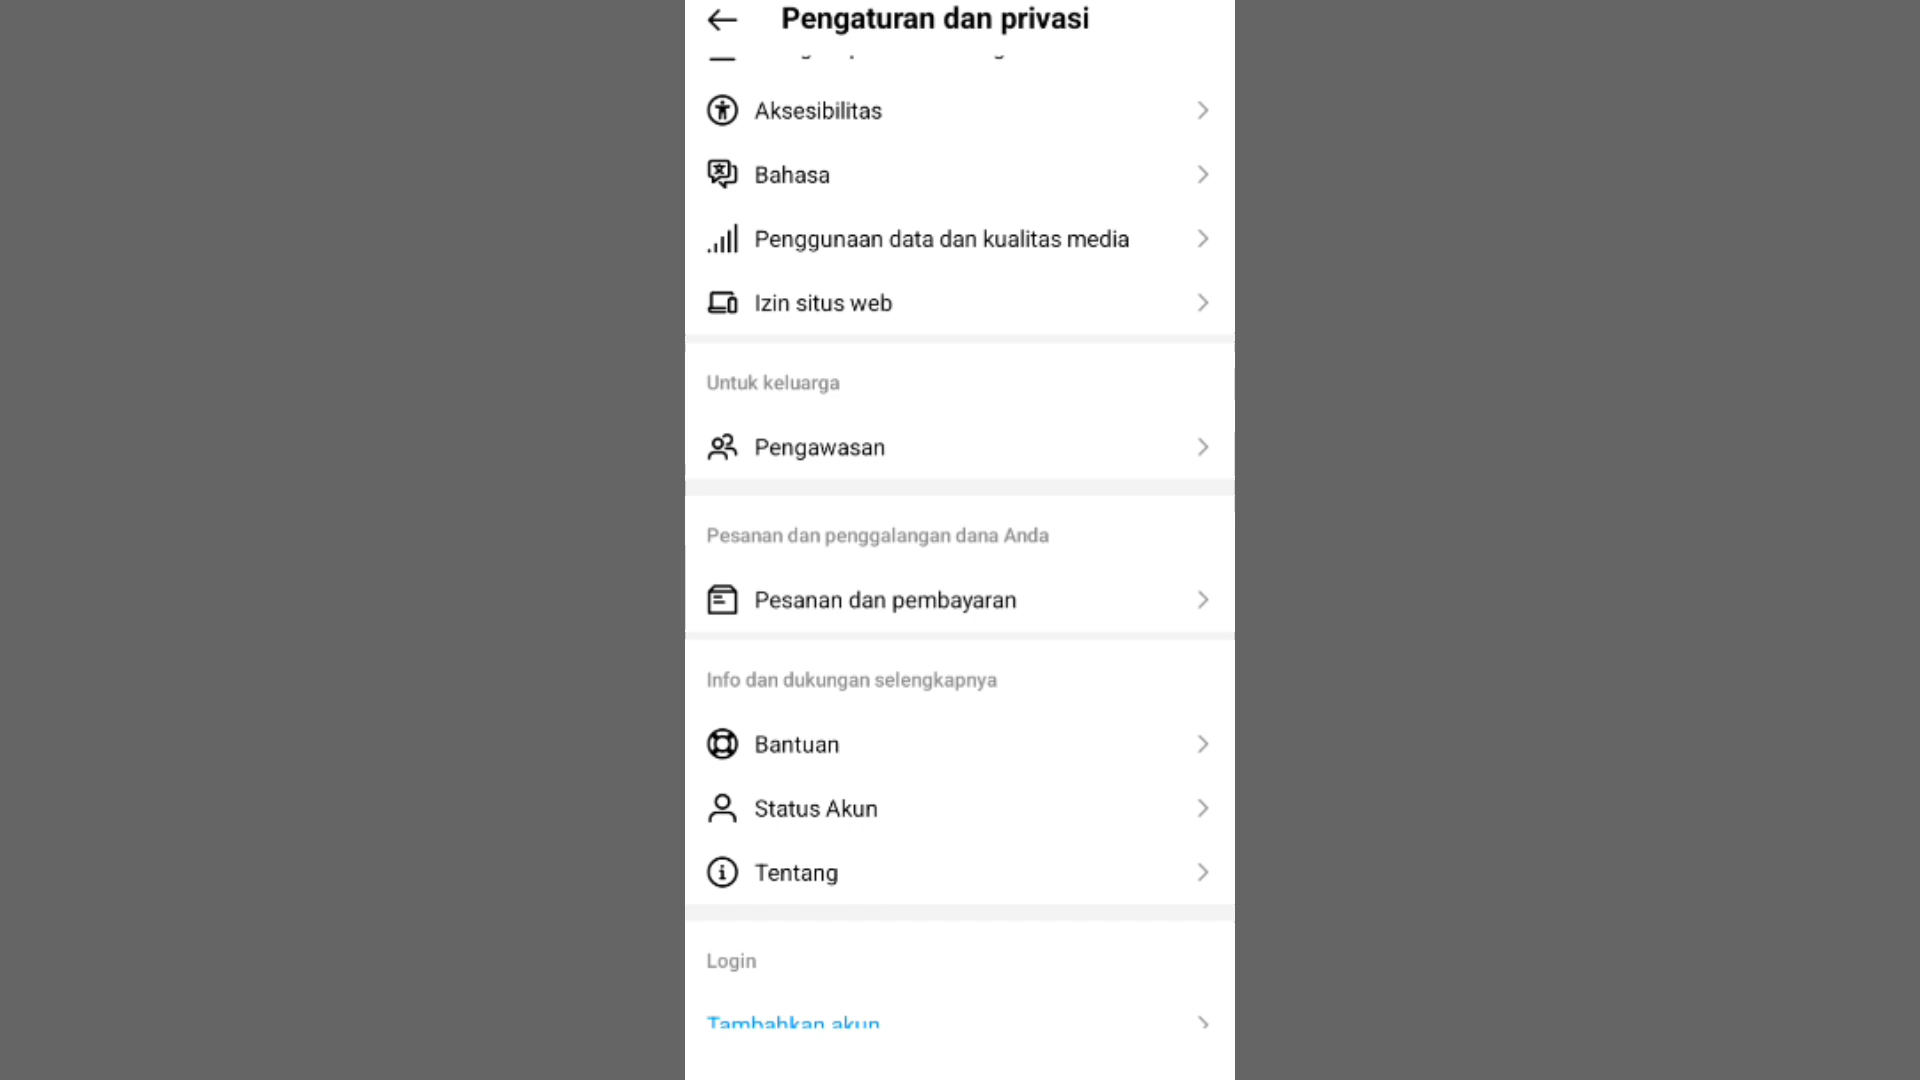 Pengaturan dan privasi
Aksesibilitas
Bahasa
Penggunaan data dan kualitas media
Izin situs web
Untuk keluarga
Pengawasan
Pesanan dan penggalangan dana Anda
Pesanan dan pembayaran
Info dan dukungan selengkapnya
Bantuan
Status Akun
Tentang
Login
Tambahkan akun